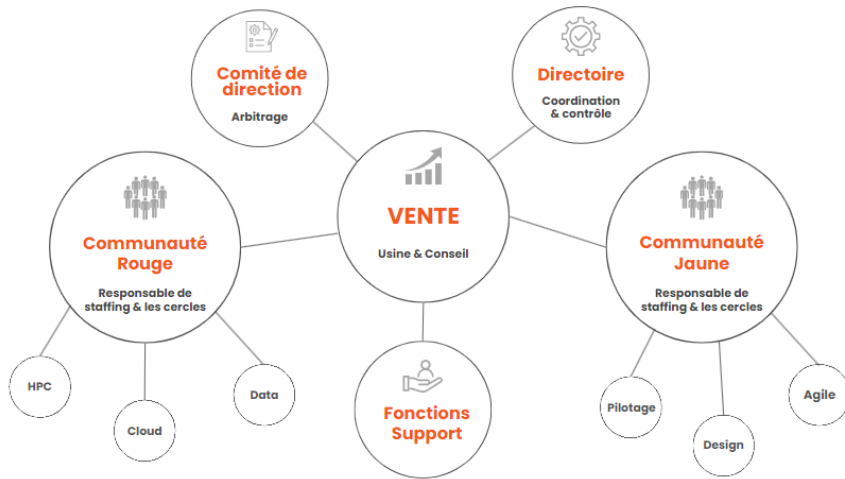 Comité de
direction
Arbitrage
Directoire
Coordination
& contrôle
VENTE
Usine & Conseil
Communauté
Rouge
Responsable de
staffing & les cercles
Communauté
Jaune
Responsable de
staffing & les cercles
HPC
Cloud
Data
Fonctions
Support
Pilotage
Design
Agile